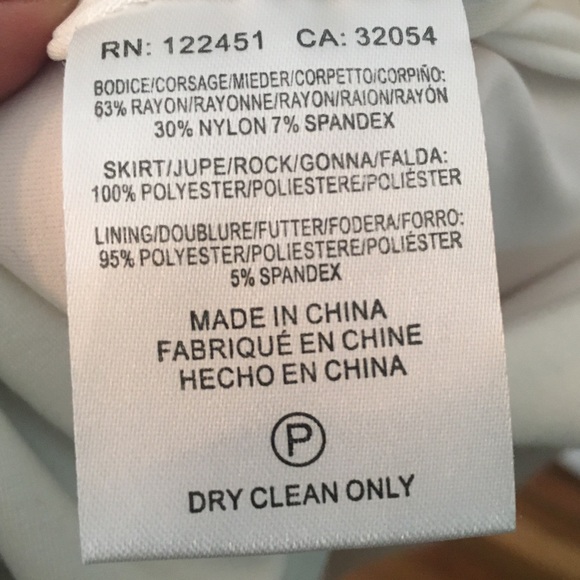 RN: 122451 CA: 32054
BODICE/CORSAGE/MIEDER/CORPETTO/CORPIÑO:
63% RAYON/RAYONNE/RAYON/RAION/RAYÓN
30% NYLON 7% SPANDEX
SKIRT/JUPE/ROCK/GONNA/FALDA:
100% POLYESTER/POLIESTERE/POLIÉSTER
LINING/DOUBLURE/FUTTER/FODERA/FORRO:
95% POLYESTER/POLIESTERE/POLIÉSTER
5% SPANDEX
MADE IN CHINA
FABRIQUÉ EN CHINE
HECHO EN CHINA
P
DRY CLEAN ONLY